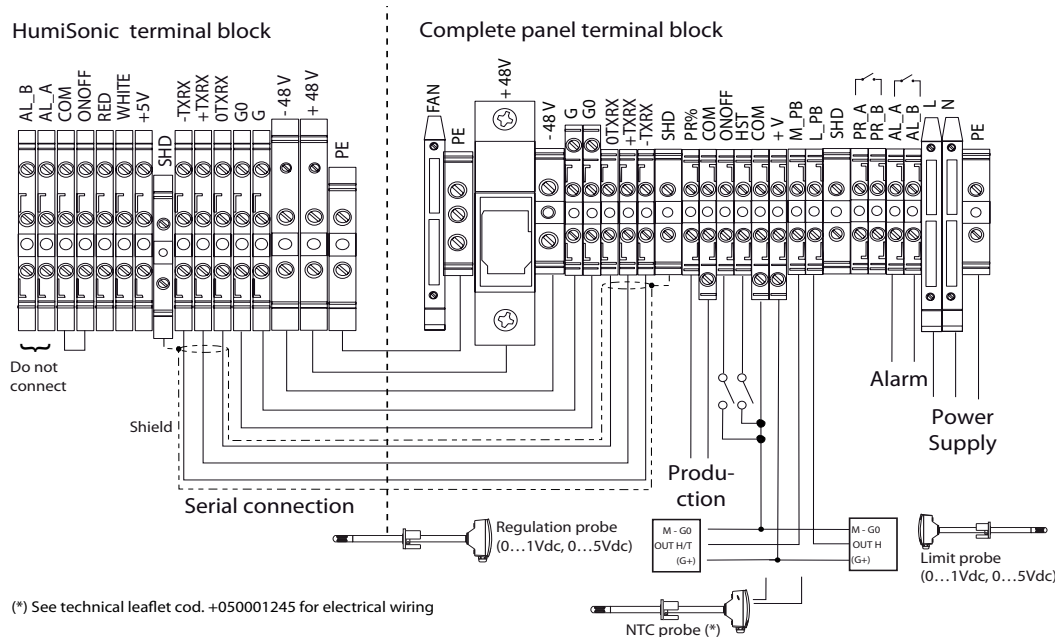 HumiSonic terminal block
Complete panel terminal block
AL_B
AL_A
COM
ONOFF
RED
WHITE
+5V
SHD
-TXRX
+TXRX
0TXRX
G0
G
-48V
+48V
PE
FAN
PE
+48V
-48V
G
G0
0TXRX
+TXRX
-TXRX
SHD
PR%
COM
ONOFF
HST
COM
+V
M_PB
L_PB
SHD
PR_A
PR_B
AL_A
AL_B
L
N
PE
Do not
connect
Shield
Serial connection
Produ-
ction
Alarm
Power
Supply
Regulation probe
(0...1Vdc, 0...5Vdc)
M - G0
OUT H/T
(G+)
M - G0
OUT H
(G+)
Limit probe
(0...1Vdc, 0...5Vdc)
(*) See technical leaflet cod. +050001245 for electrical wiring
NTC probe (*)